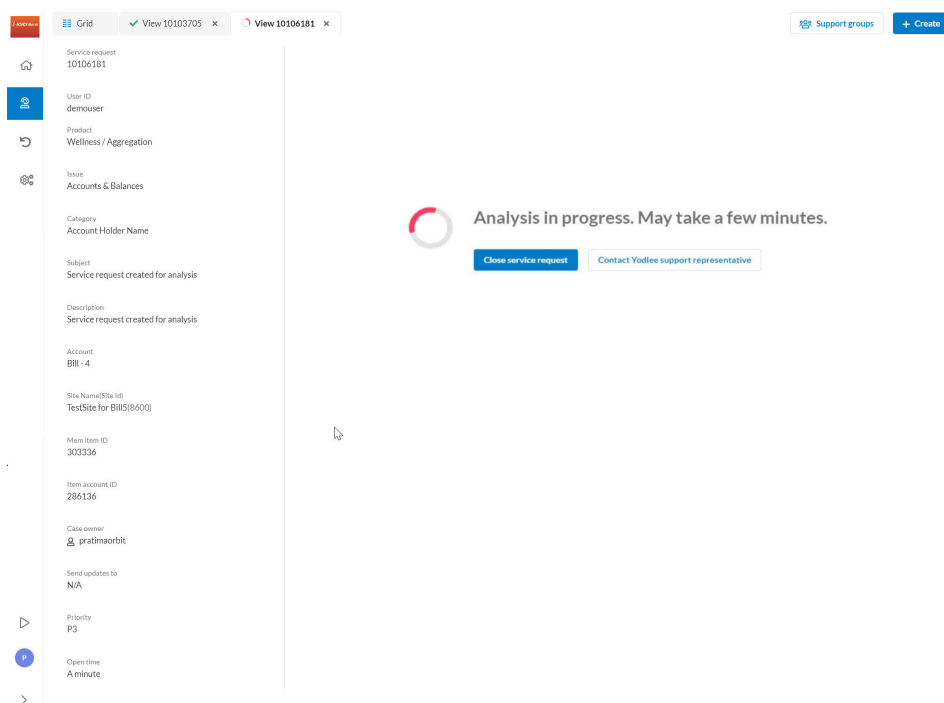 ICICI Bank
Grid
View 10103705
View 10106181
Support groups
+ Create
Service request
10106181
User ID
demouser
Product
Wellness / Aggregation
Issue
Accounts & Balances
Category
Account Holder Name
Subject
Service request created for analysis
Description
Service request created for analysis
Account
Bill - 4
Site Name(Site Id)
TestSite for Bill5(8600)
Mem item ID
303336
Item account ID
286136
Case owner
pratimaorbit
Send updates to
N/A
Priority
P3
Open time
A minute
Analysis in progress. May take a few minutes.
Close service request
Contact Yodlee support representative
P